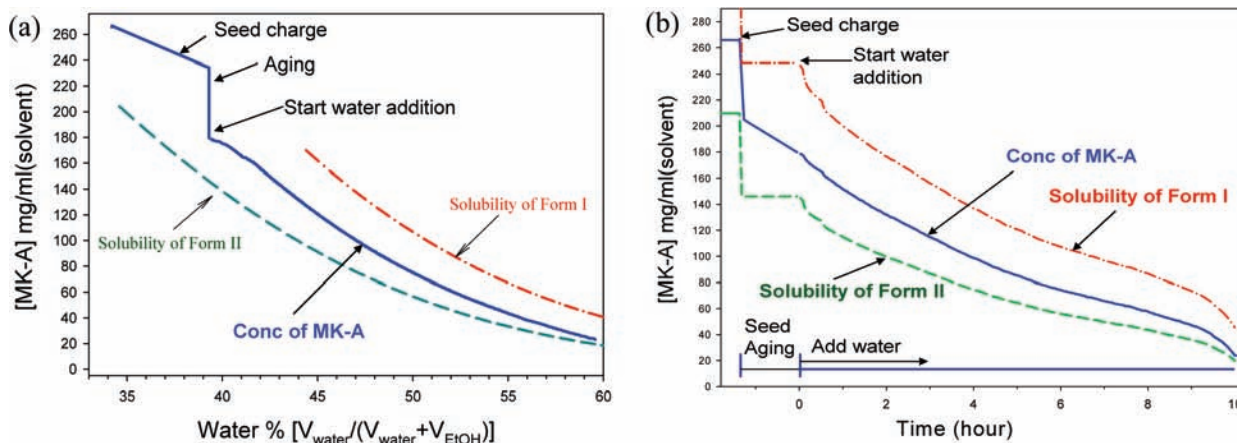 (a)
260
240
220
200
180
160
140
120
100
80
60
40
20
0
[MK-A] mg/ml(solvent)
Seed charge
Aging
Start water addition
Solubility of Form I
Solubility of Form II
Conc of MK-A
35 40 45 50 55 60
Water % [Vwater/(Vwater+VEtOH)]
(b)
280
260
240
220
200
180
160
140
120
100
80
60
40
20
0
[MK-A] mg/ml(solvent)
Seed charge
Start water
addition
Conc of MK-A
Solubility of Form I
Solubility of Form II
Seed
Aging
Add water
0 2 4 6 8 10
Time (hour)